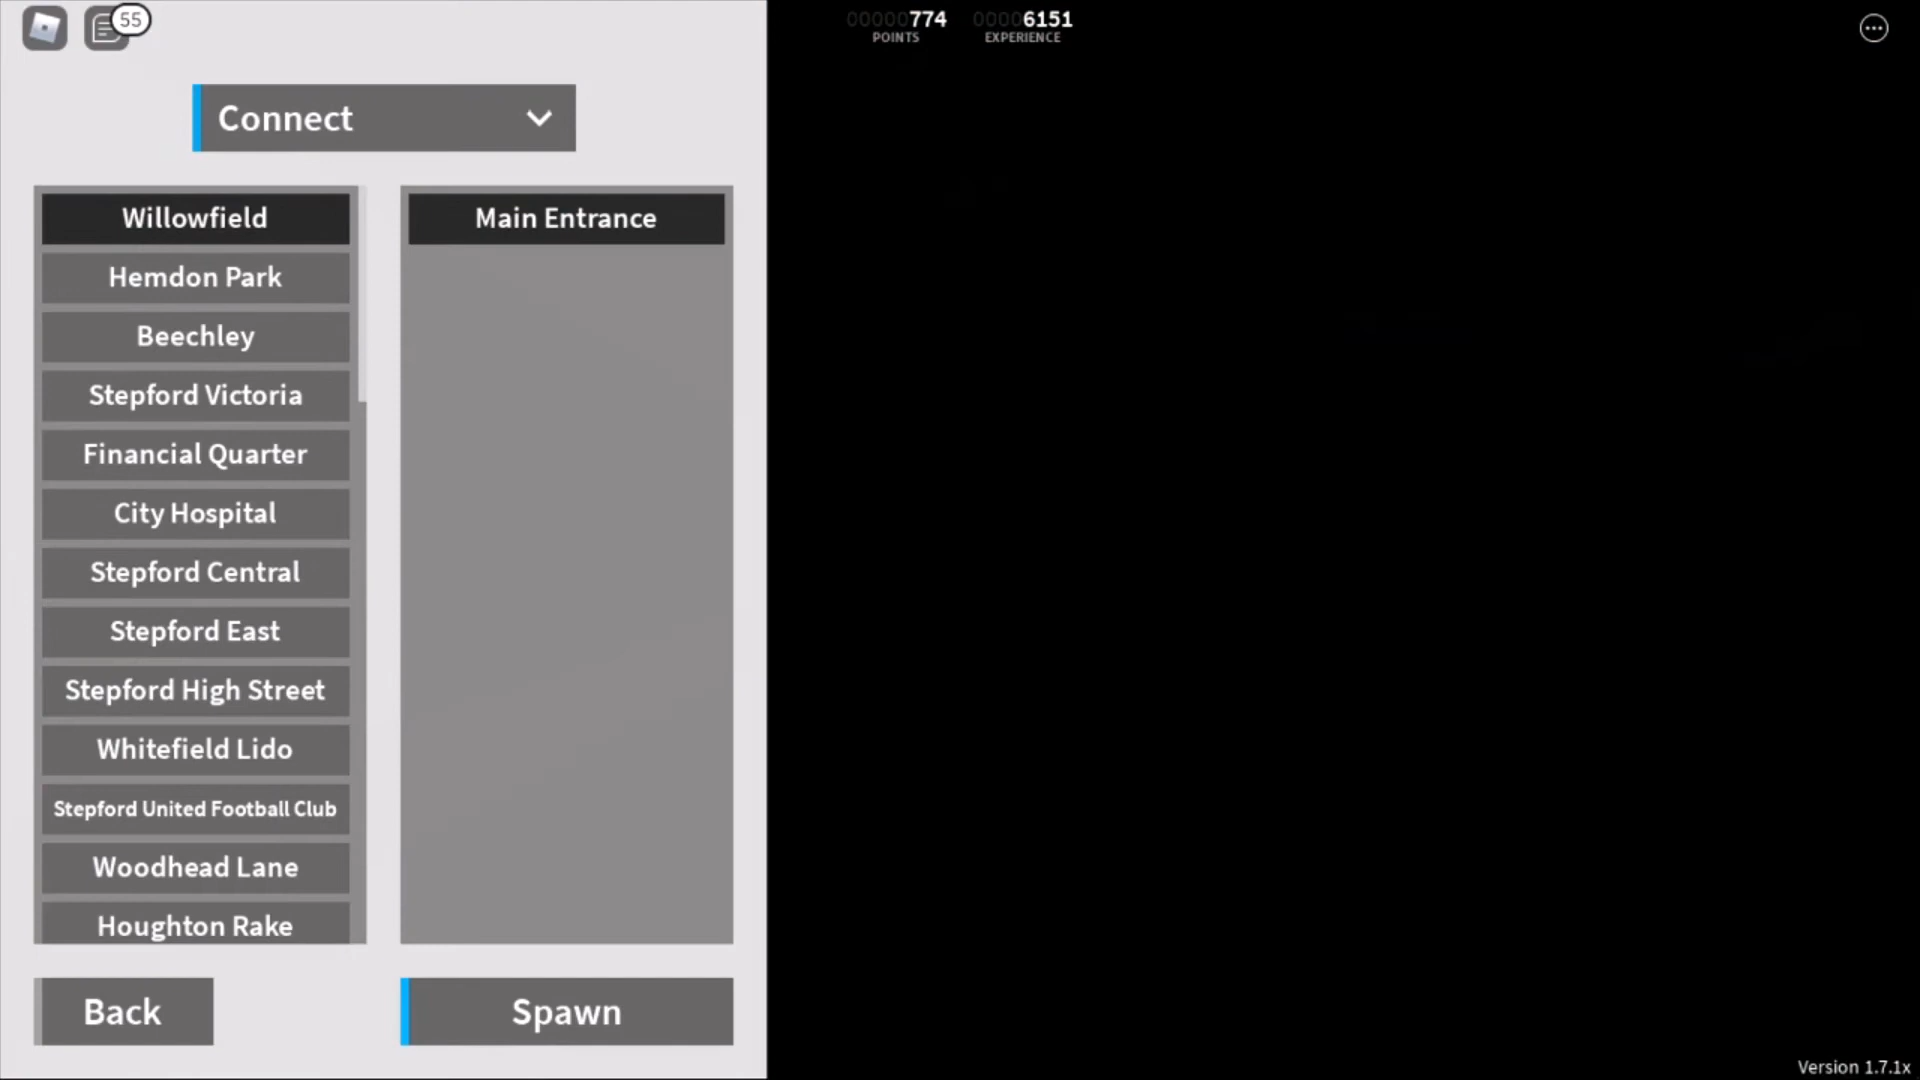 55
00000774
POINTS
00006151
EXPERIENCE
Connect
Willowfield
Hemdon Park
Beechley
Stepford Victoria
Financial Quarter
City Hospital
Stepford Central
Stepford East
Stepford High Street
Whitefield Lido
Stepford United Football Club
Woodhead Lane
Houghton Rake
Main Entrance
Back
Spawn
Version 1.7.1x